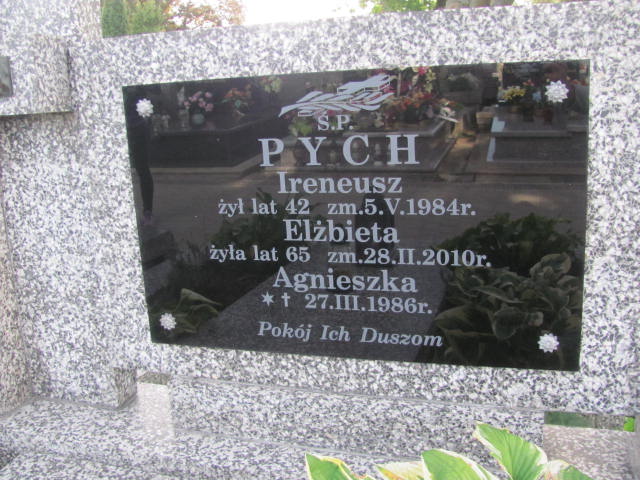 Ś.P.
PYCH
Ireneusz
żył lat 42 zm.5.V.1984r.
Elżbieta
żyła lat 65 zm.28.II.2010r.
Agnieszka
✶ † 27.III.1986r.
Pokój Ich Duszom